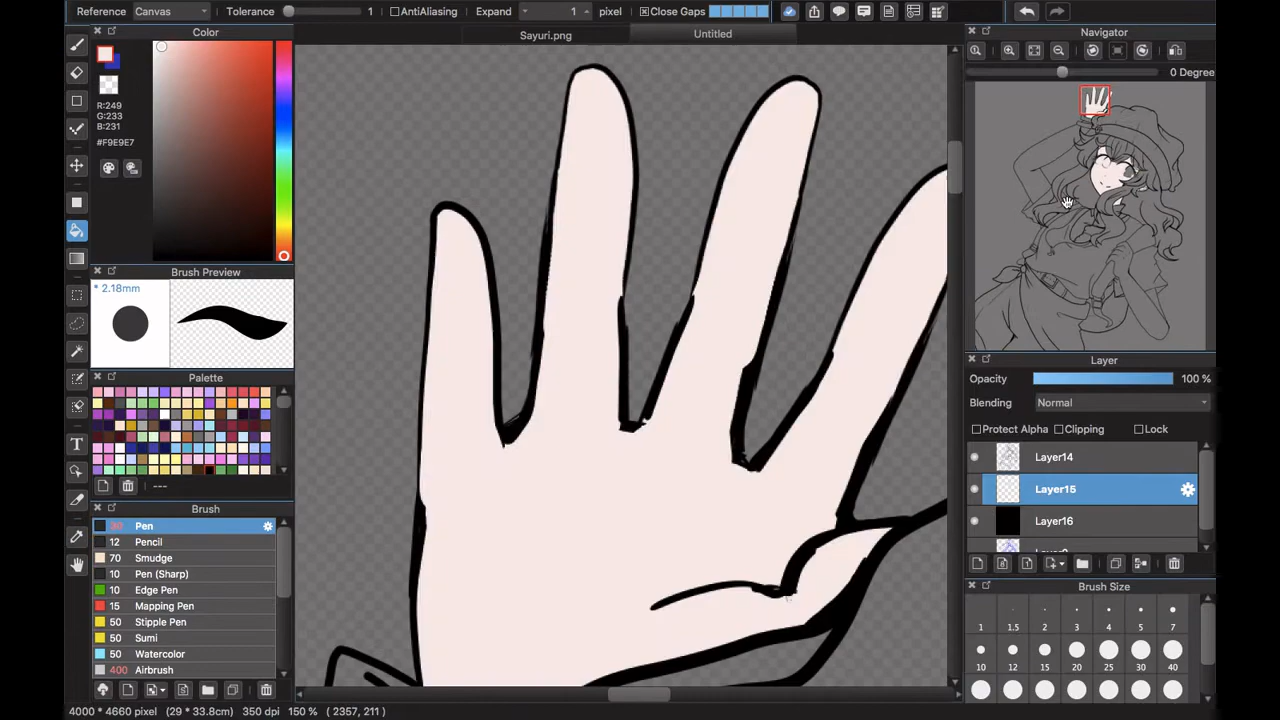 Reference Canvas Tolerance 1 AntiAliasing Expand 1 pixel Close Gaps
Color
Sayuri.png
Untitled
Navigator
0 Degree
R:249
G:233
B:231
#F9E9E7
Brush Preview
* 2.18mm
Palette
---
Brush
Pen
12 Pencil
70 Smudge
10 Pen (Sharp)
10 Edge Pen
15 Mapping Pen
50 Stipple Pen
50 Sumi
50 Watercolor
400 Airbrush
Layer
Opacity 100 %
Blending Normal
Protect Alpha Clipping Lock
Layer14
Layer15
Layer16
Brush Size
1 1.5 2 3 4 5 7
10 12 15 20 25 30 40
4000 * 4660 pixel (29 * 33.8cm) 350 dpi 150 % ( 2357, 211 )